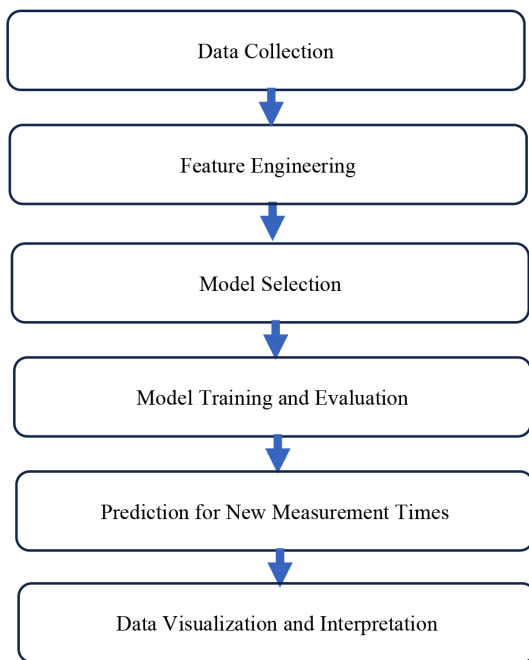 Data Collection
Feature Engineering
Model Selection
Model Training and Evaluation
Prediction for New Measurement Times
Data Visualization and Interpretation